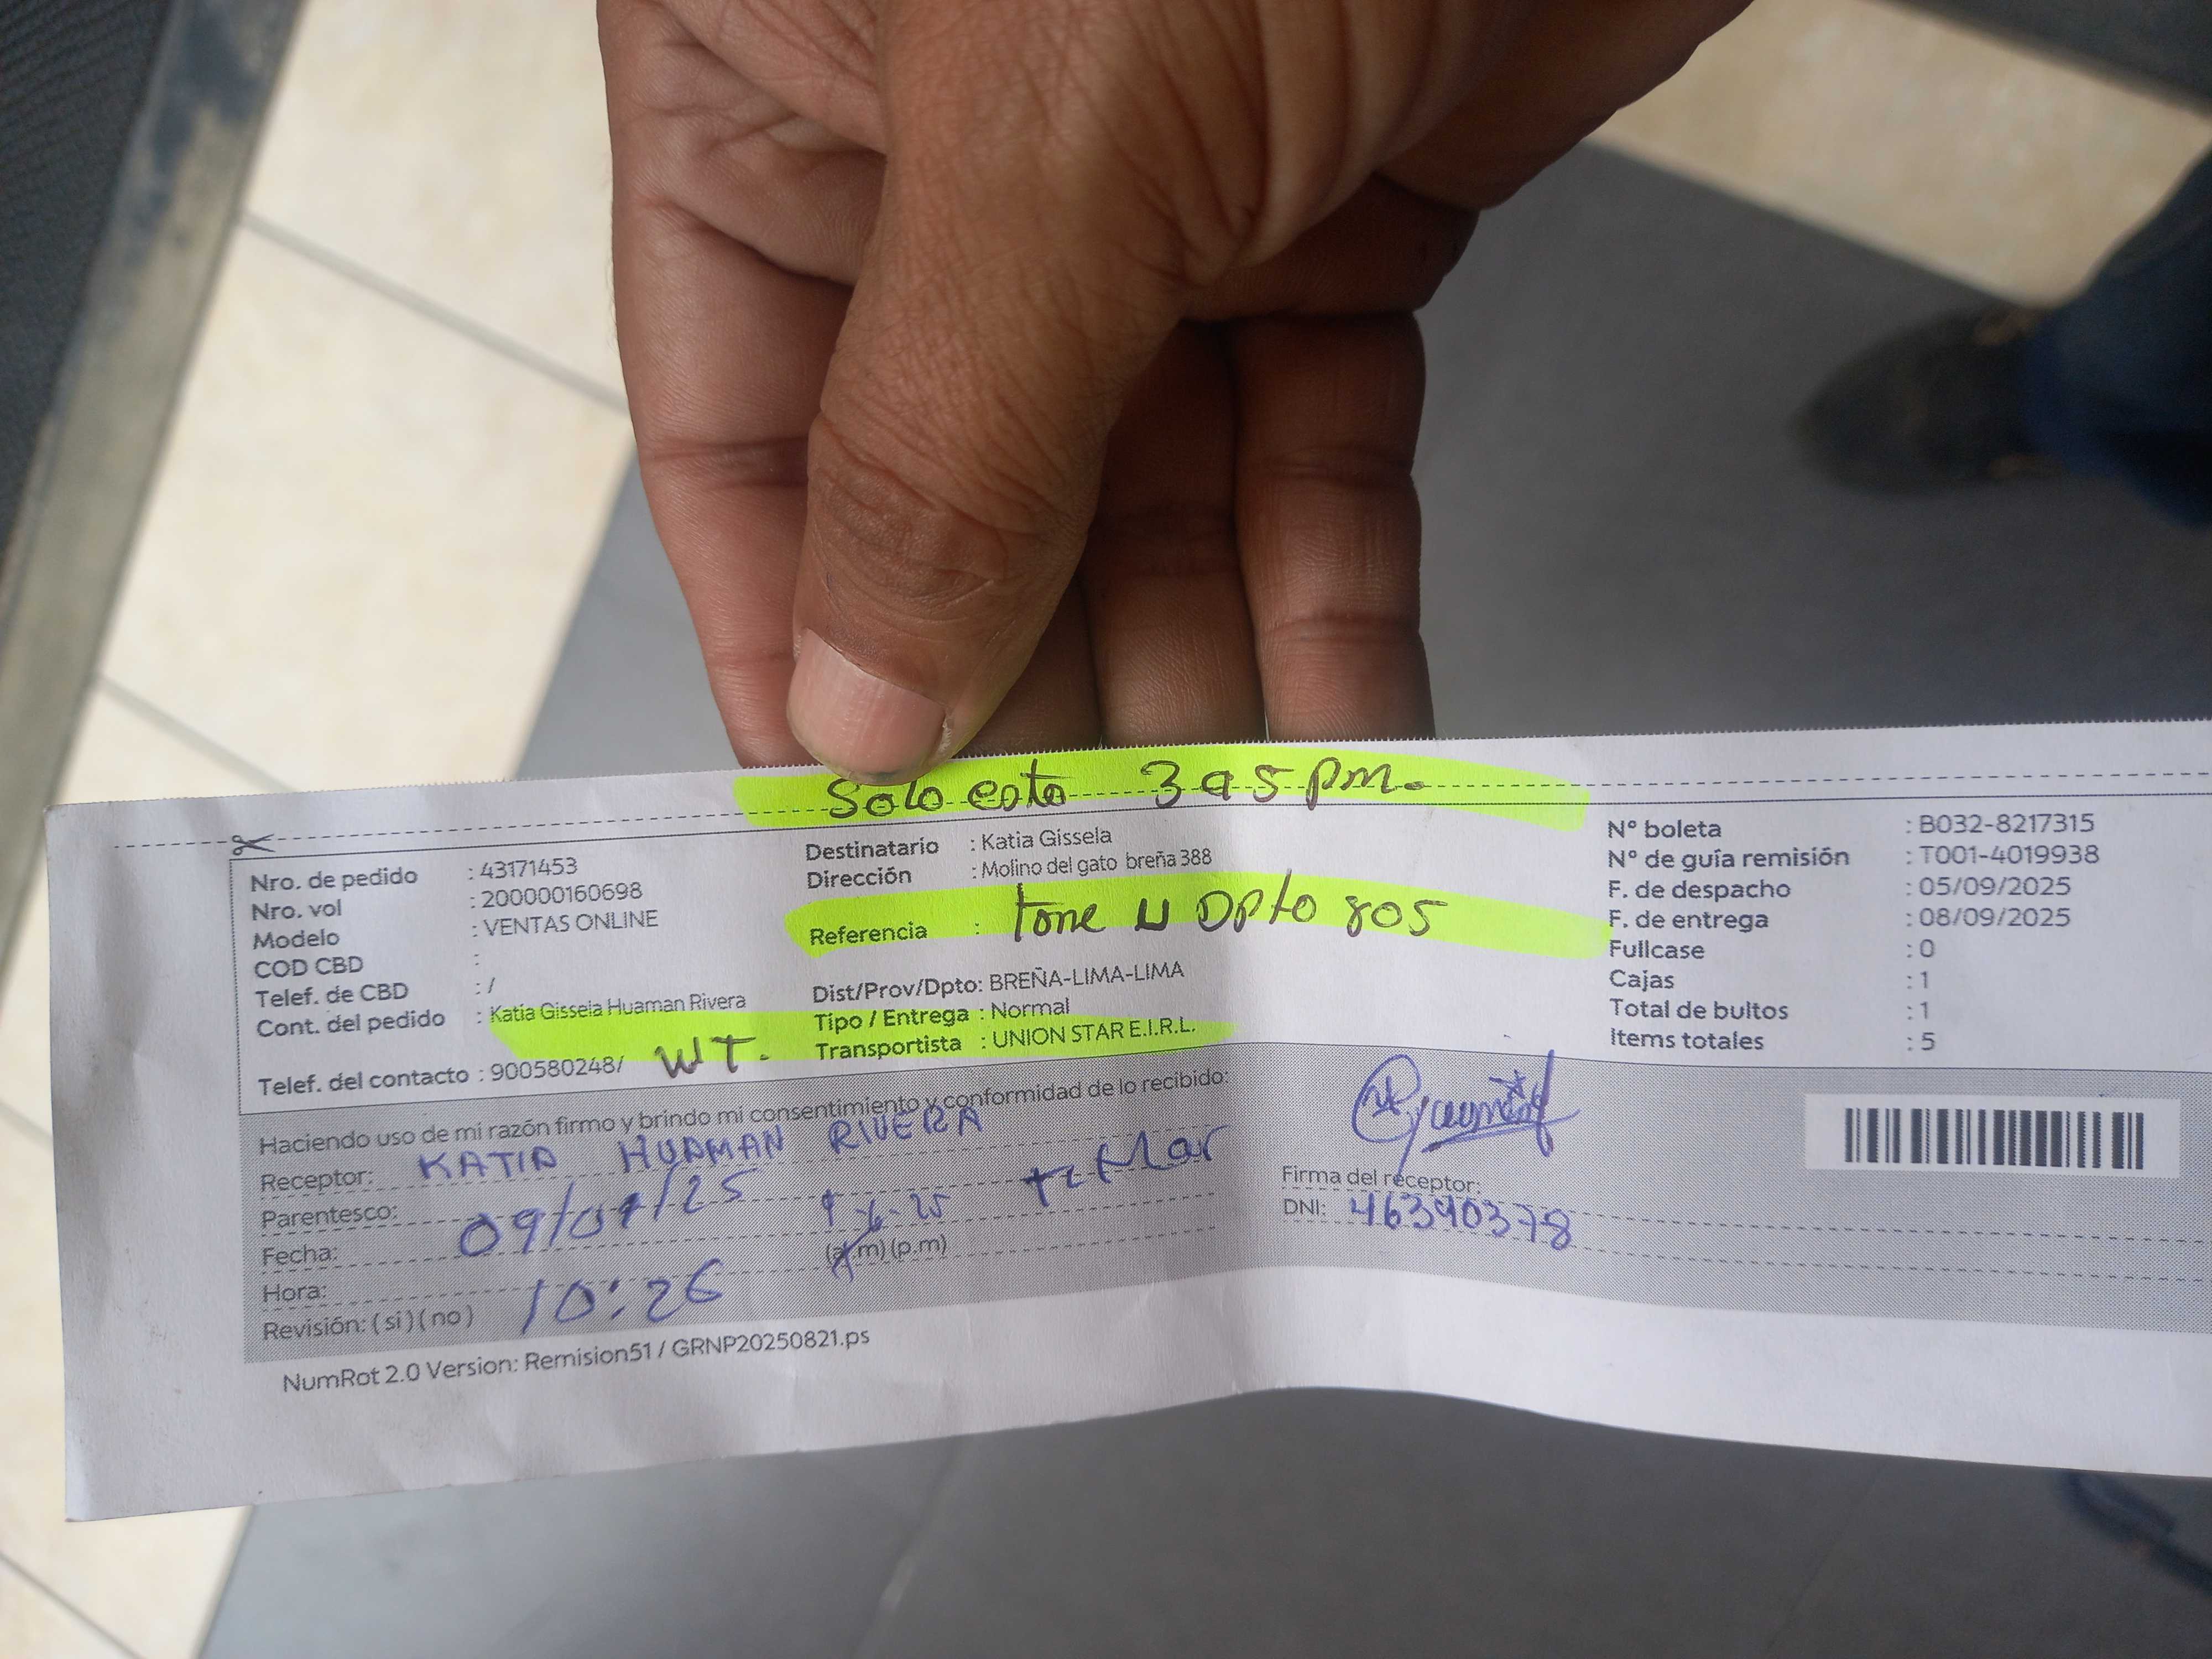 Solo esta 3 a 5 pm.
Nro. de pedido : 43171453
Nro. vol : 200000160698
Modelo : VENTAS ONLINE
COD CBD :
Telef. de CBD : /
Cont. del pedido : Katia Gissela Huaman Rivera
Telef. del contacto : 900580248/ WT.
Destinatario : Katia Gissela
Dirección : Molino del gato breña 388
Referencia : Torre N Dpto 805
Dist/Prov/Dpto: BREÑA-LIMA-LIMA
Tipo / Entrega : Normal
Transportista : UNION STAR E.I.R.L.
N° boleta : B032-8217315
N° de guía remisión : T001-4019938
F. de despacho : 05/09/2025
F. de entrega : 08/09/2025
Fullcase : 0
Cajas : 1
Total de bultos : 1
Items totales : 5
Haciendo uso de mi razón firmo y brindo mi consentimiento y conformidad de lo recibido:
Receptor: KATIA HUAMAN RIVERA
Parentesco:
Fecha: 09/09/25
Hora: 10:26 (a.m) (p.m)
Revisión: ( si ) ( no )
Firma del receptor:
DNI: 46390378
NumRot 2.0 Version: Remision51 / GRNP20250821.ps